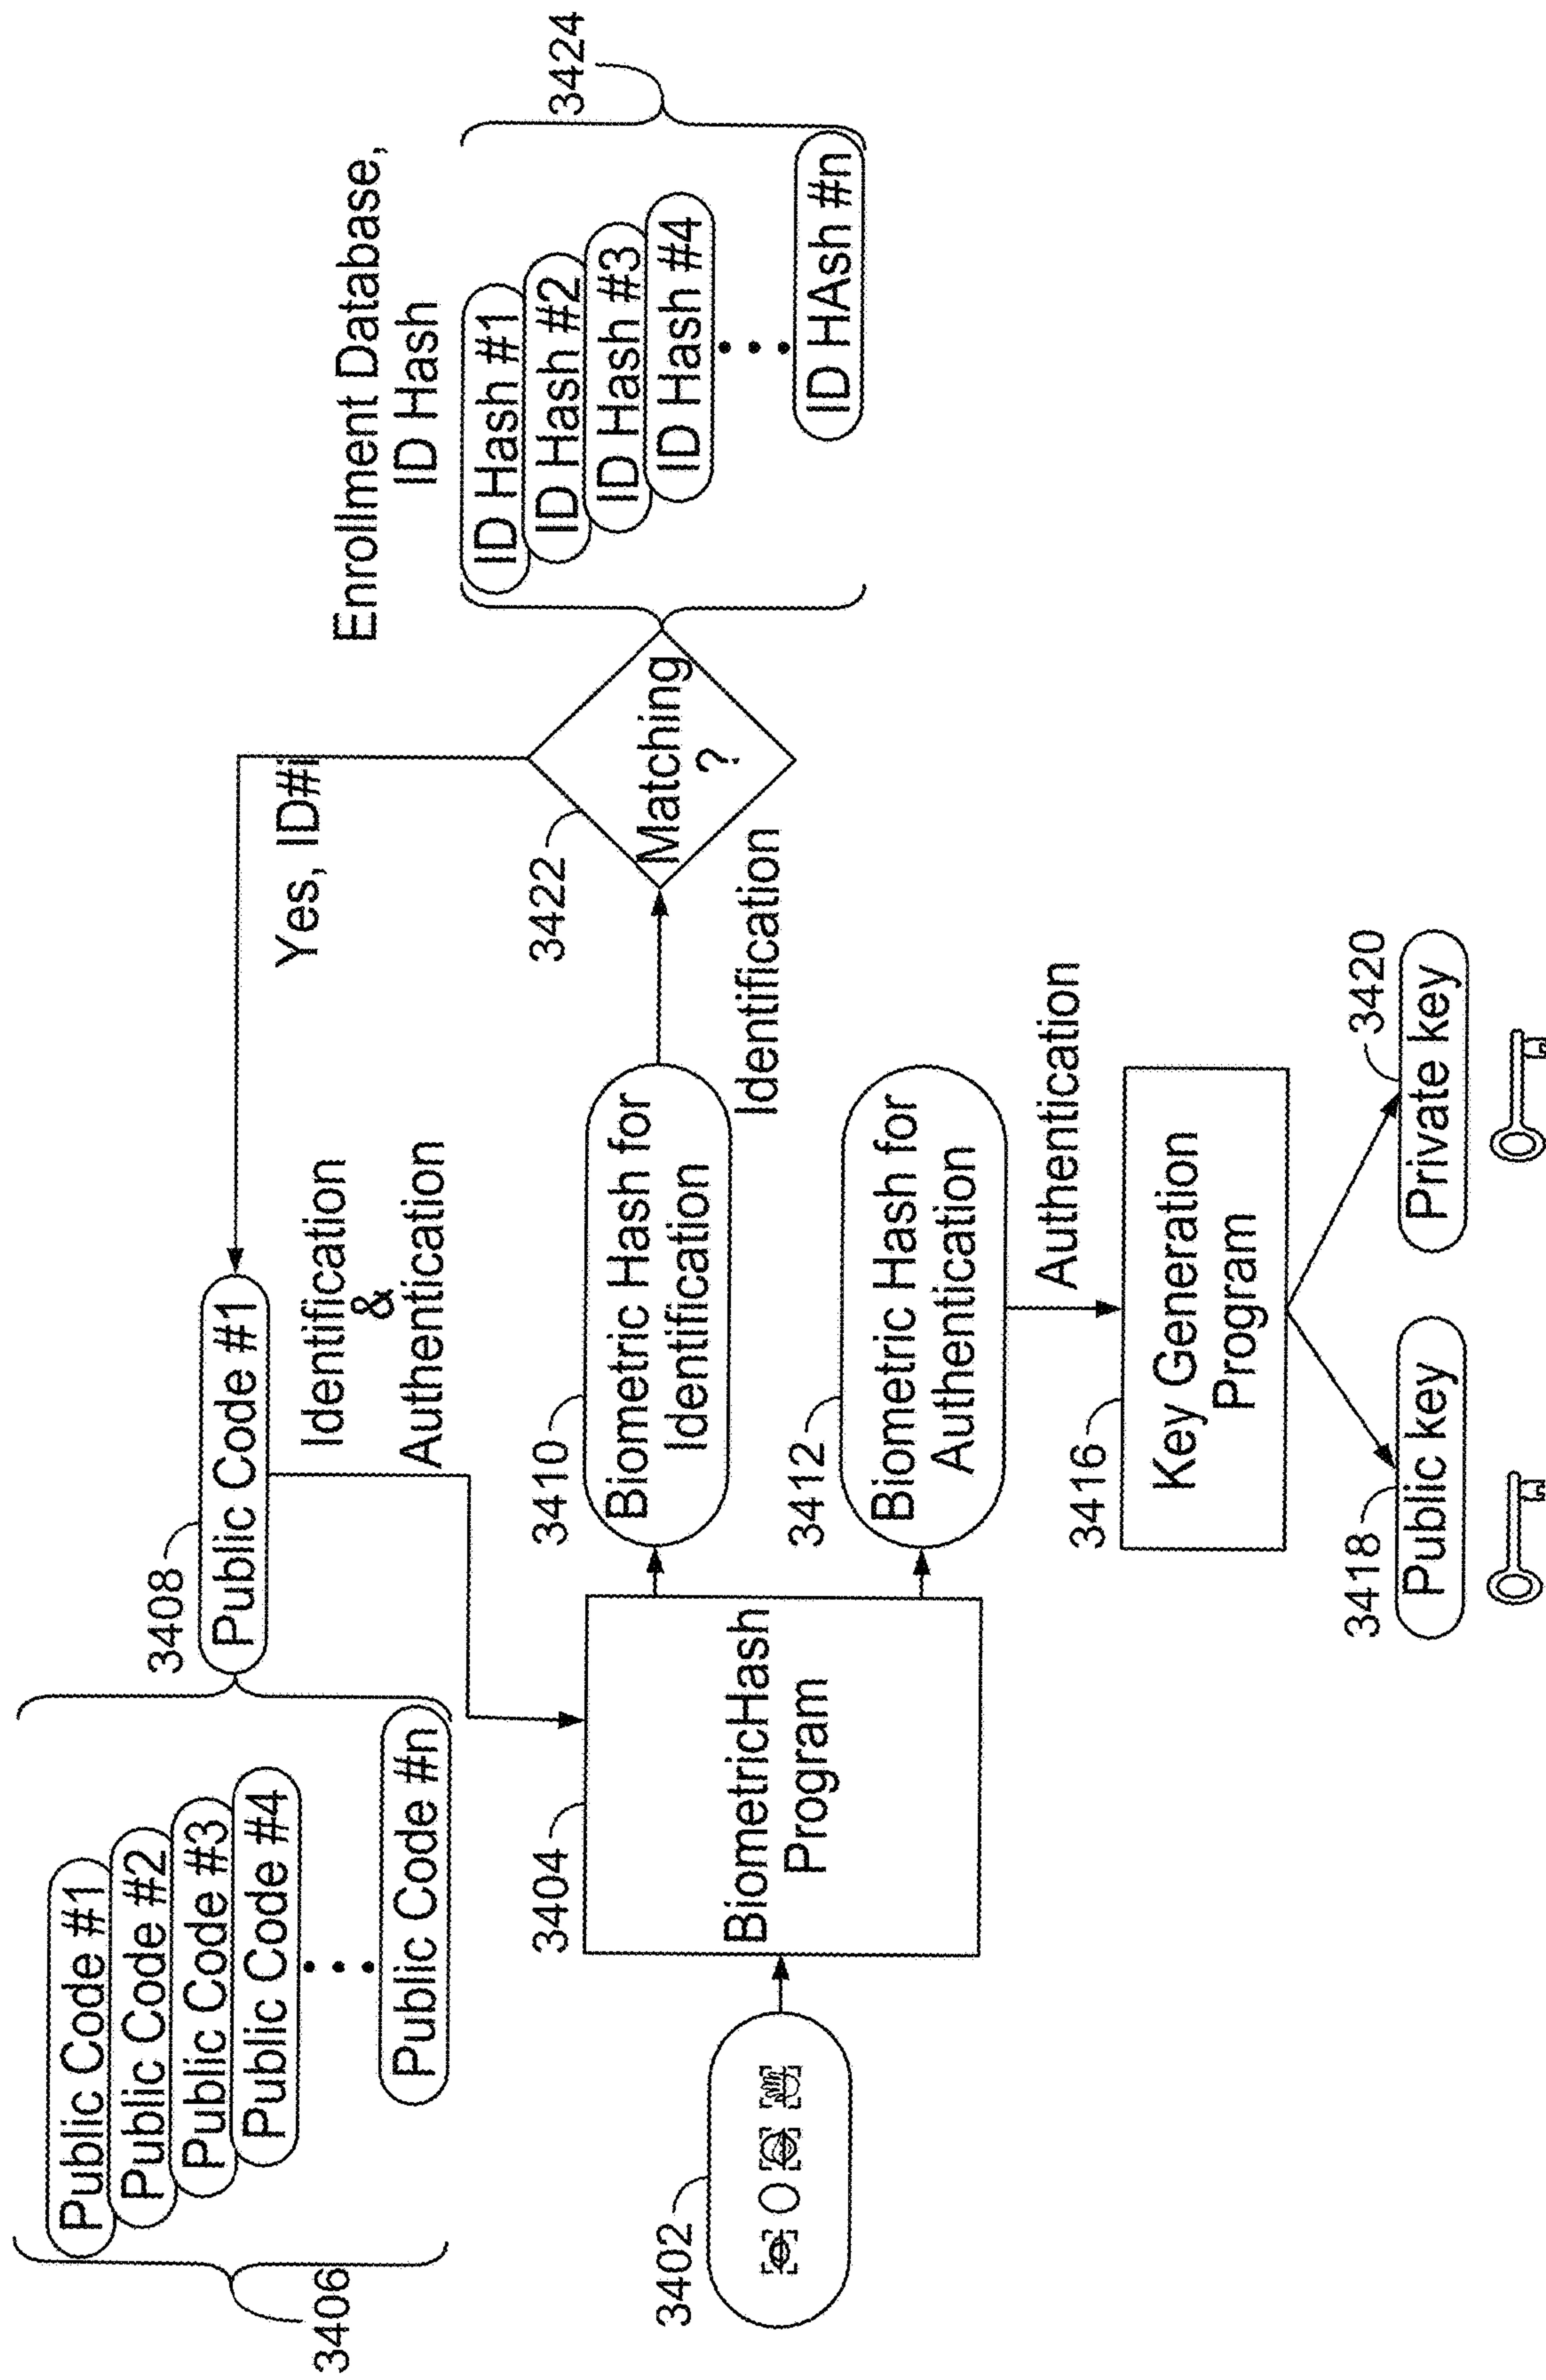 3406
Public Code #1
Public Code #2
Public Code #3
Public Code #4
Public Code #n
3408
Public Code #1
Identification
&
Authentication
Yes, ID#i
Enrollment Database,
ID Hash
ID Hash #1
ID Hash #2
ID Hash #3
ID Hash #4
ID HAsh #n
3424
3402
3404
BiometricHash
Program
3410
Biometric Hash for
Identification
Identification
3422
Matching
?
3412
Biometric Hash for
Authentication
Authentication
3416
Key Generation
Program
3418
Public key
3420
Private key